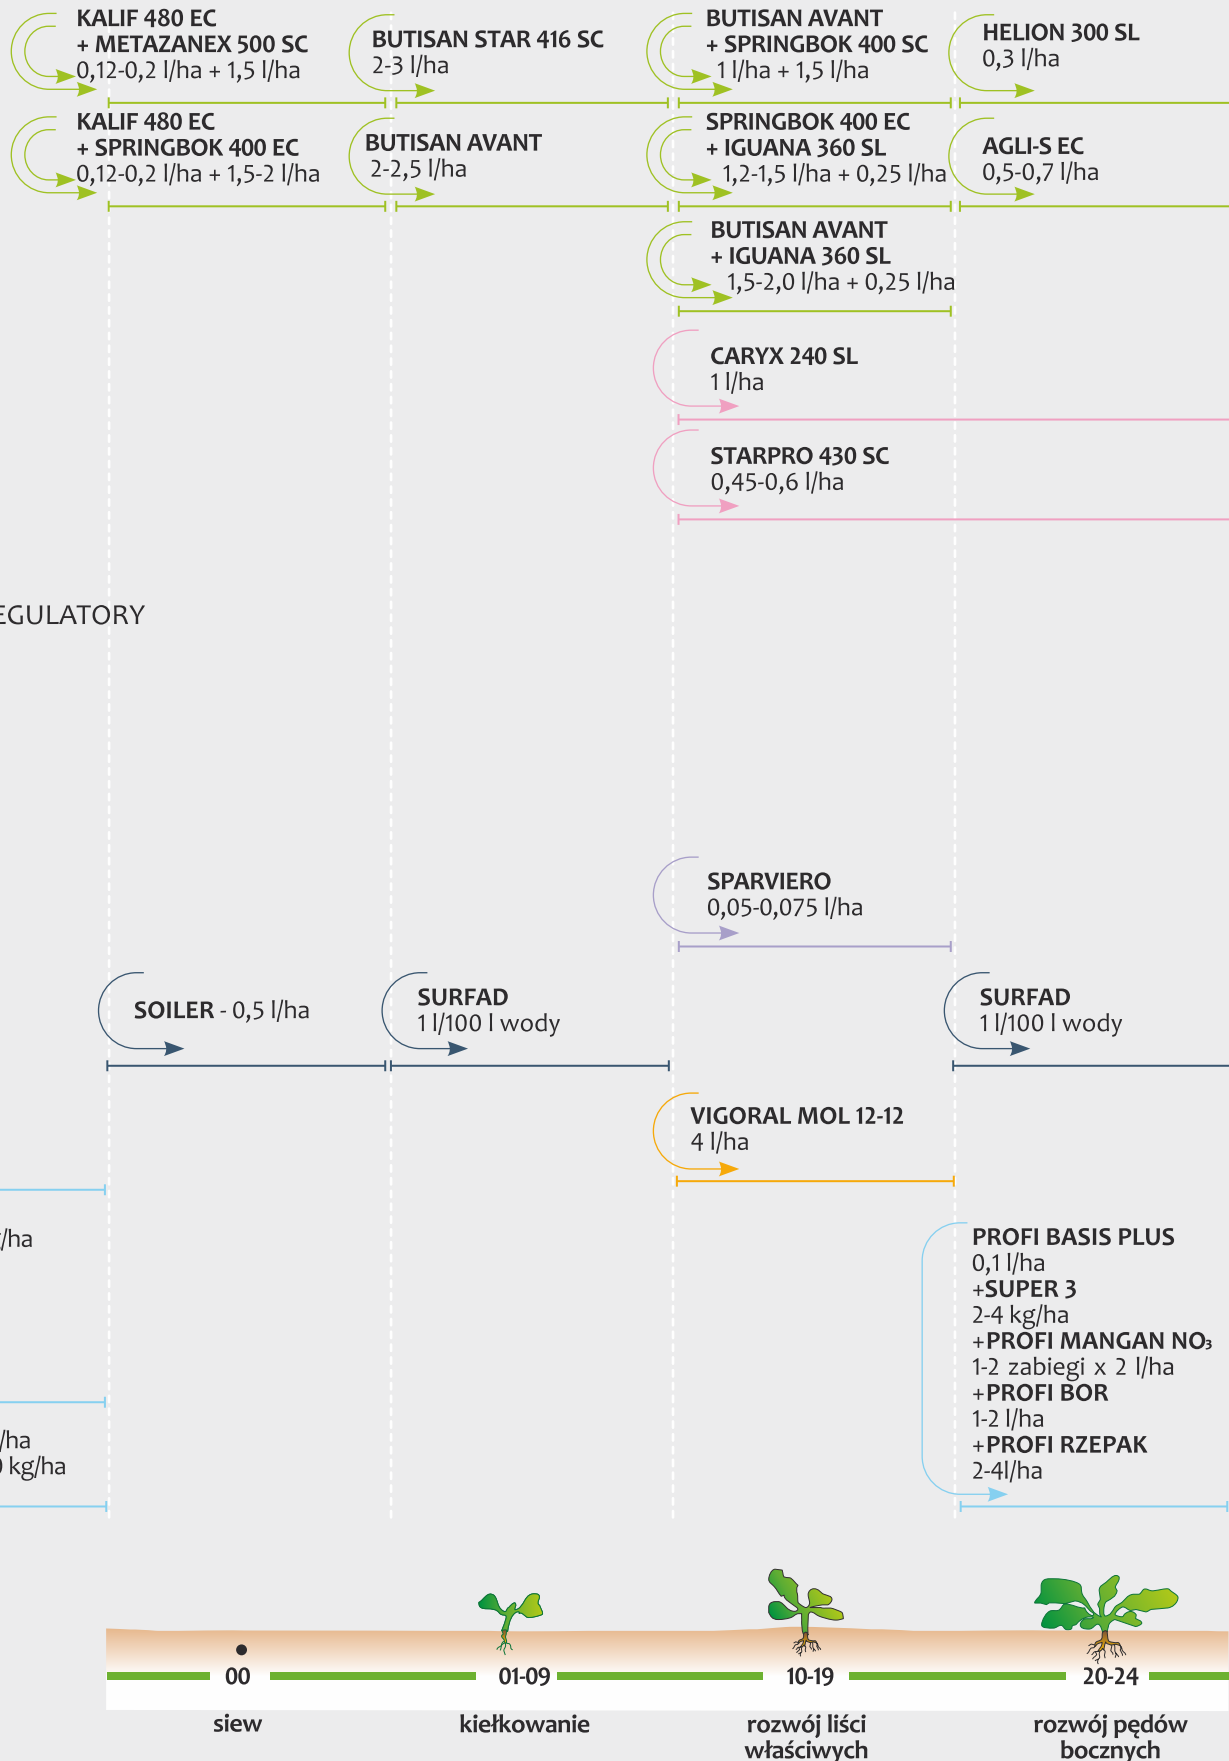 KALIF 480 EC
+ METAZANEX 500 SC
0,12-0,2 l/ha + 1,5 l/ha
BUTISAN STAR 416 SC
2-3 l/ha
BUTISAN AVANT
+ SPRINGBOK 400 SC
1 l/ha + 1,5 l/ha
HELION 300 SL
0,3 l/ha
KALIF 480 EC
+ SPRINGBOK 400 EC
0,12-0,2 l/ha + 1,5-2 l/ha
BUTISAN AVANT
2-2,5 l/ha
SPRINGBOK 400 EC
+ IGUANA 360 SL
1,2-1,5 l/ha + 0,25 l/ha
AGLI-S EC
0,5-0,7 l/ha
BUTISAN AVANT
+ IGUANA 360 SL
1,5-2,0 l/ha + 0,25 l/ha
CARYX 240 SL
1 l/ha
STARPRO 430 SC
0,45-0,6 l/ha
EGULATORY
SPARVIERO
0,05-0,075 l/ha
SOILER - 0,5 l/ha
SURFAD
1 l/100 l wody
SURFAD
1 l/100 l wody
VIGORAL MOL 12-12
4 l/ha
/ha
PROFI BASIS PLUS
0,1 l/ha
+SUPER 3
2-4 kg/ha
+PROFI MANGAN NO₃
1-2 zabiegi x 2 l/ha
+PROFI BOR
1-2 l/ha
+PROFI RZEPAK
2-4l/ha
/ha
kg/ha
00
01-09
10-19
20-24
siew
kiełkowanie
rozwój liści
właściwych
rozwój pędów
bocznych